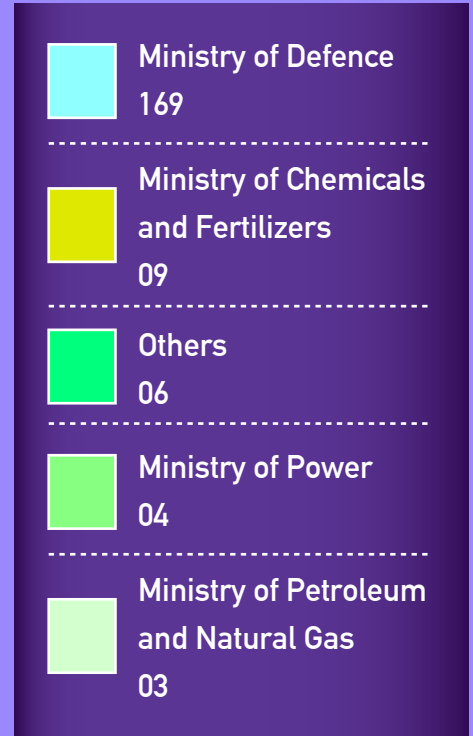 Ministry of Defence
169
Ministry of Chemicals
and Fertilizers
09
Others
06
Ministry of Power
04
Ministry of Petroleum
and Natural Gas
03